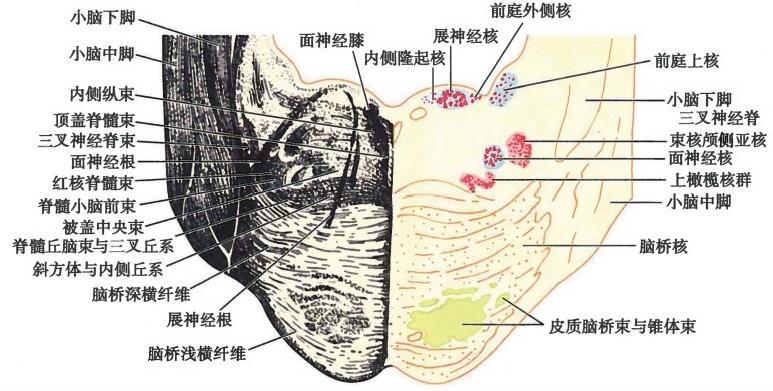 小脑下脚
小脑中脚
内侧纵束
顶盖脊髓束
三叉神经脊束
面神经根
红核脊髓束
脊髓小脑前束
被盖中央束
脊髓丘脑束与三叉丘系
斜方体与内侧丘系
脑桥深横纤维
展神经根
脑桥浅横纤维
面神经膝
内侧隆起核
展神经核
前庭外侧核
前庭上核
小脑下脚
三叉神经脊
束核颅侧亚核
面神经核
上橄榄核群
小脑中脚
脑桥核
皮质脑桥束与锥体束